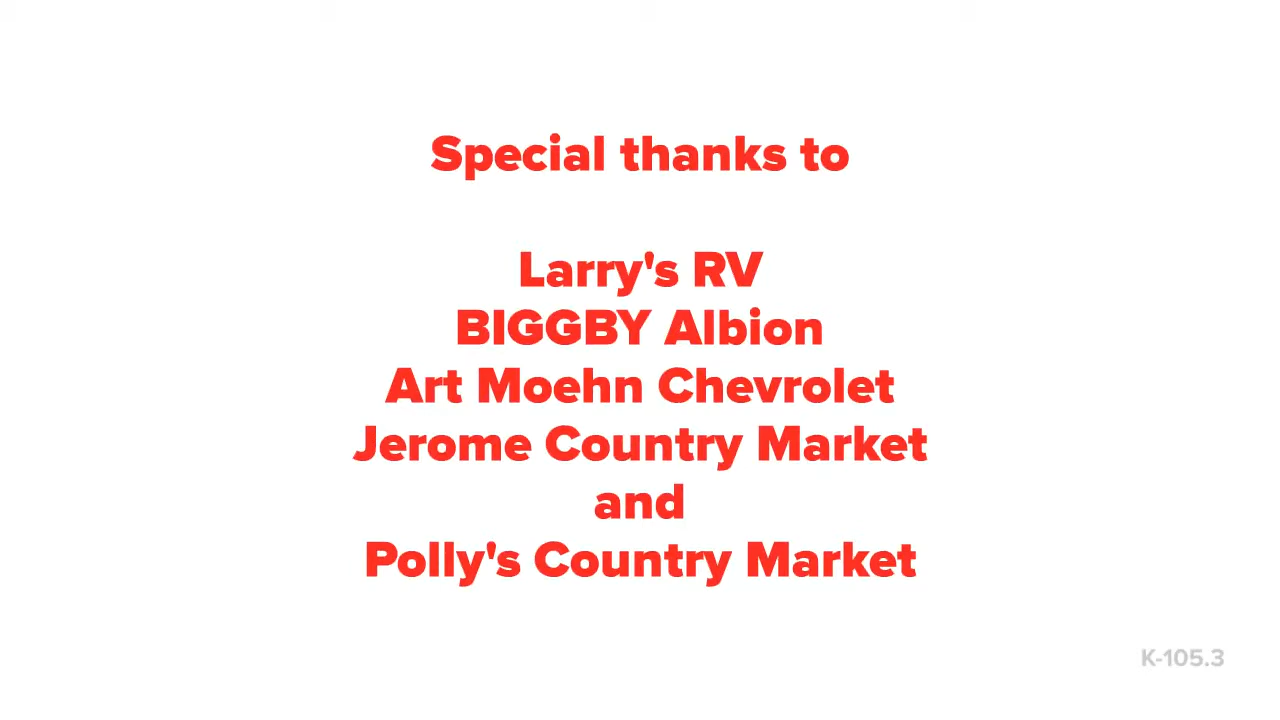 Special thanks to
Larry's RV
BIGGBY Albion
Art Moehn Chevrolet
Jerome Country Market
and
Polly's Country Market
K-105.3